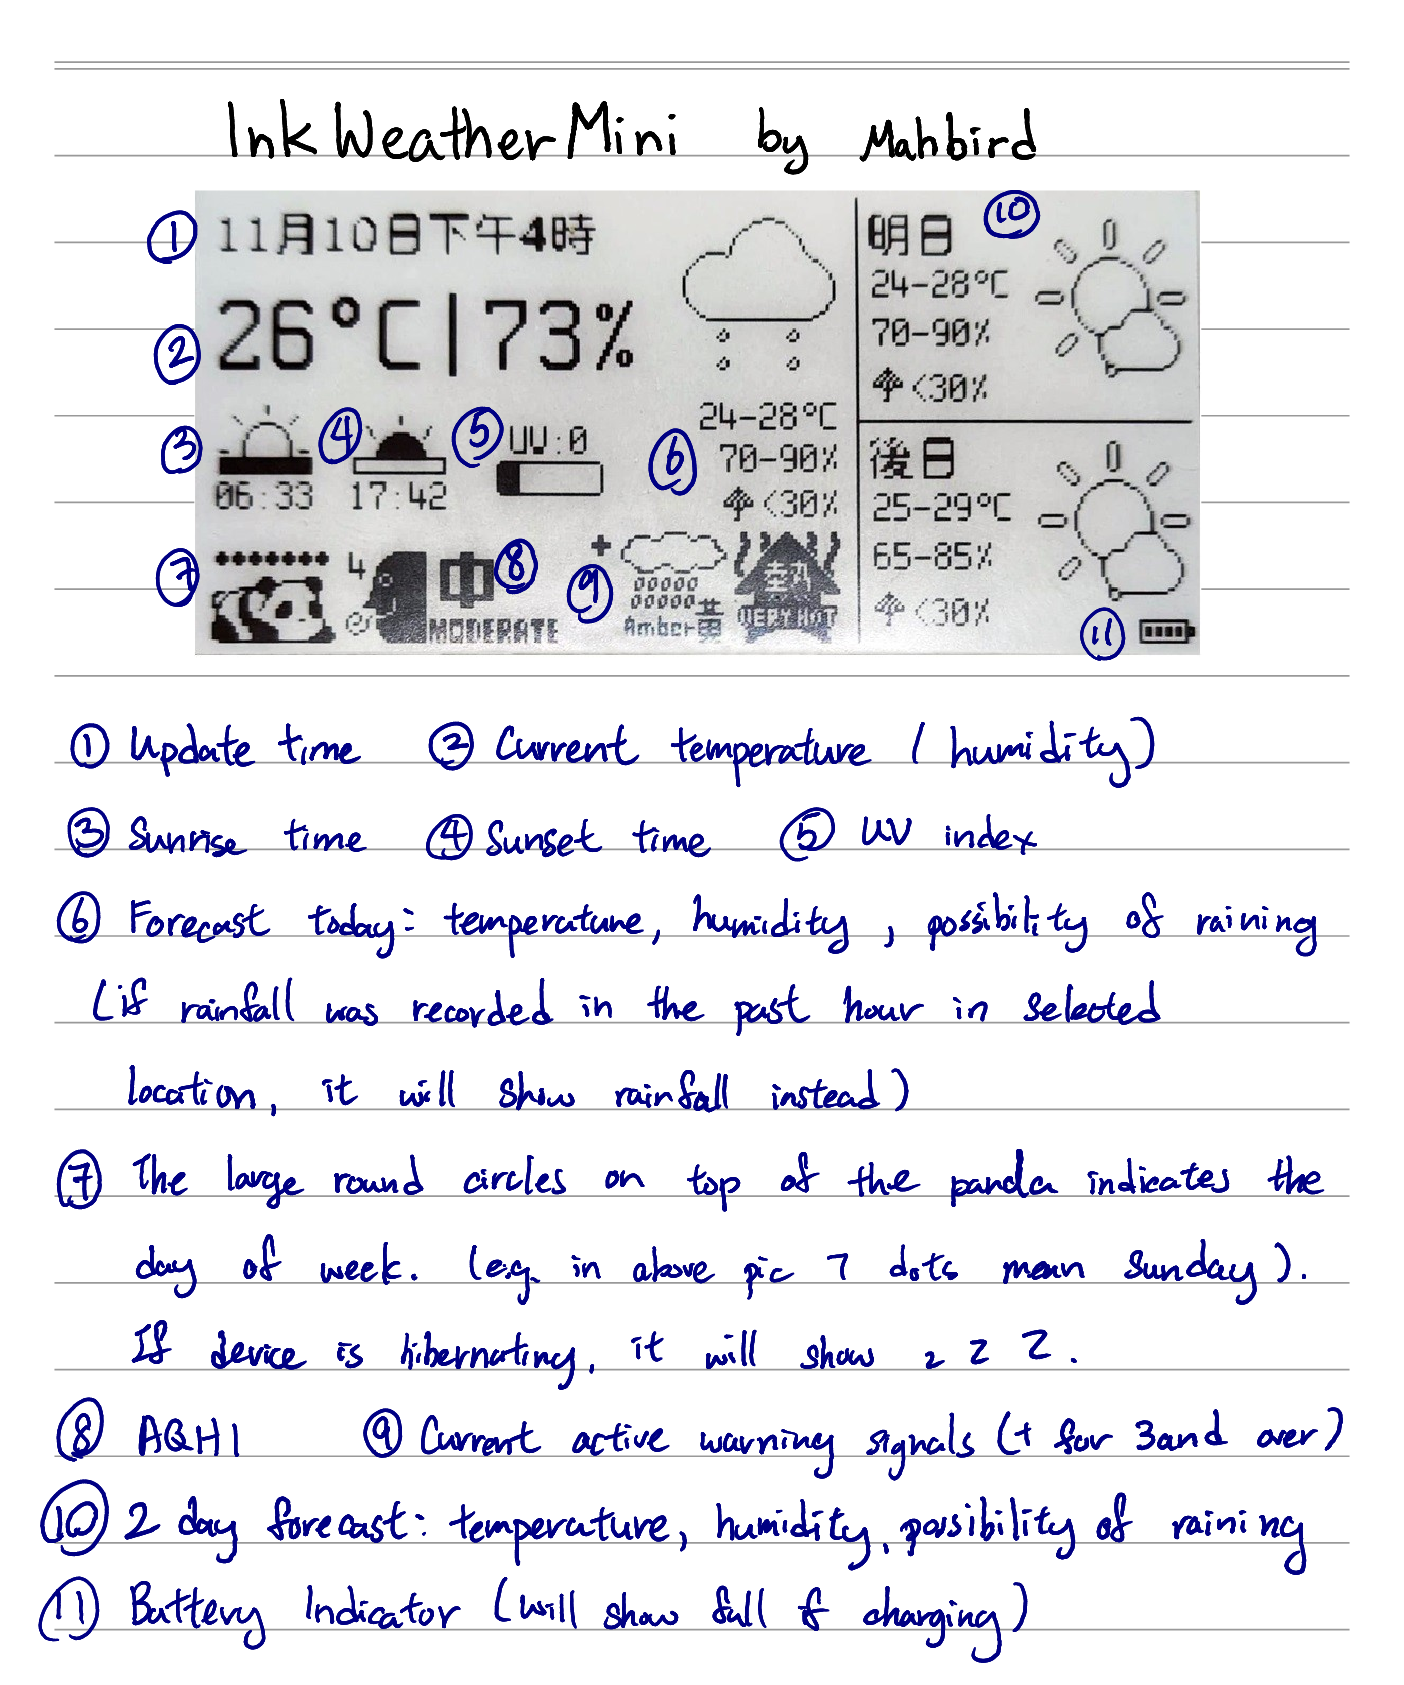 Ink Weather Mini by Mahbird
① 11月10日下午4時
② 26°C|73%
③ 06:33
④ 17:42
⑤ UV:0
⑥ 24-28°C
70-90%
<30%
⑦
4 中 ⑧
MODERATE
⑨ +
Amber 黃
酷熱
VERY HOT
明日 ⑩
24-28°C
70-90%
<30%
後日
25-29°C
65-85%
<30%
⑪
① Update time ② Current temperature ( humidity)
③ Sunrise time ④ Sunset time ⑤ UV index
⑥ Forecast today: temperature, humidity, possibility of raining
(if rainfall was recorded in the past hour in selected
location, it will show rainfall instead)
⑦ The large round circles on top of the panda indicates the
day of week. (e.g. in above pic 7 dots mean Sunday).
If device is hibernating, it will show z z z.
⑧ AQHI ⑨ Current active warning signals (+ for 3 and over)
⑩ 2 day forecast: temperature, humidity, possibility of raining
⑪ Battery Indicator (will show full if charging)